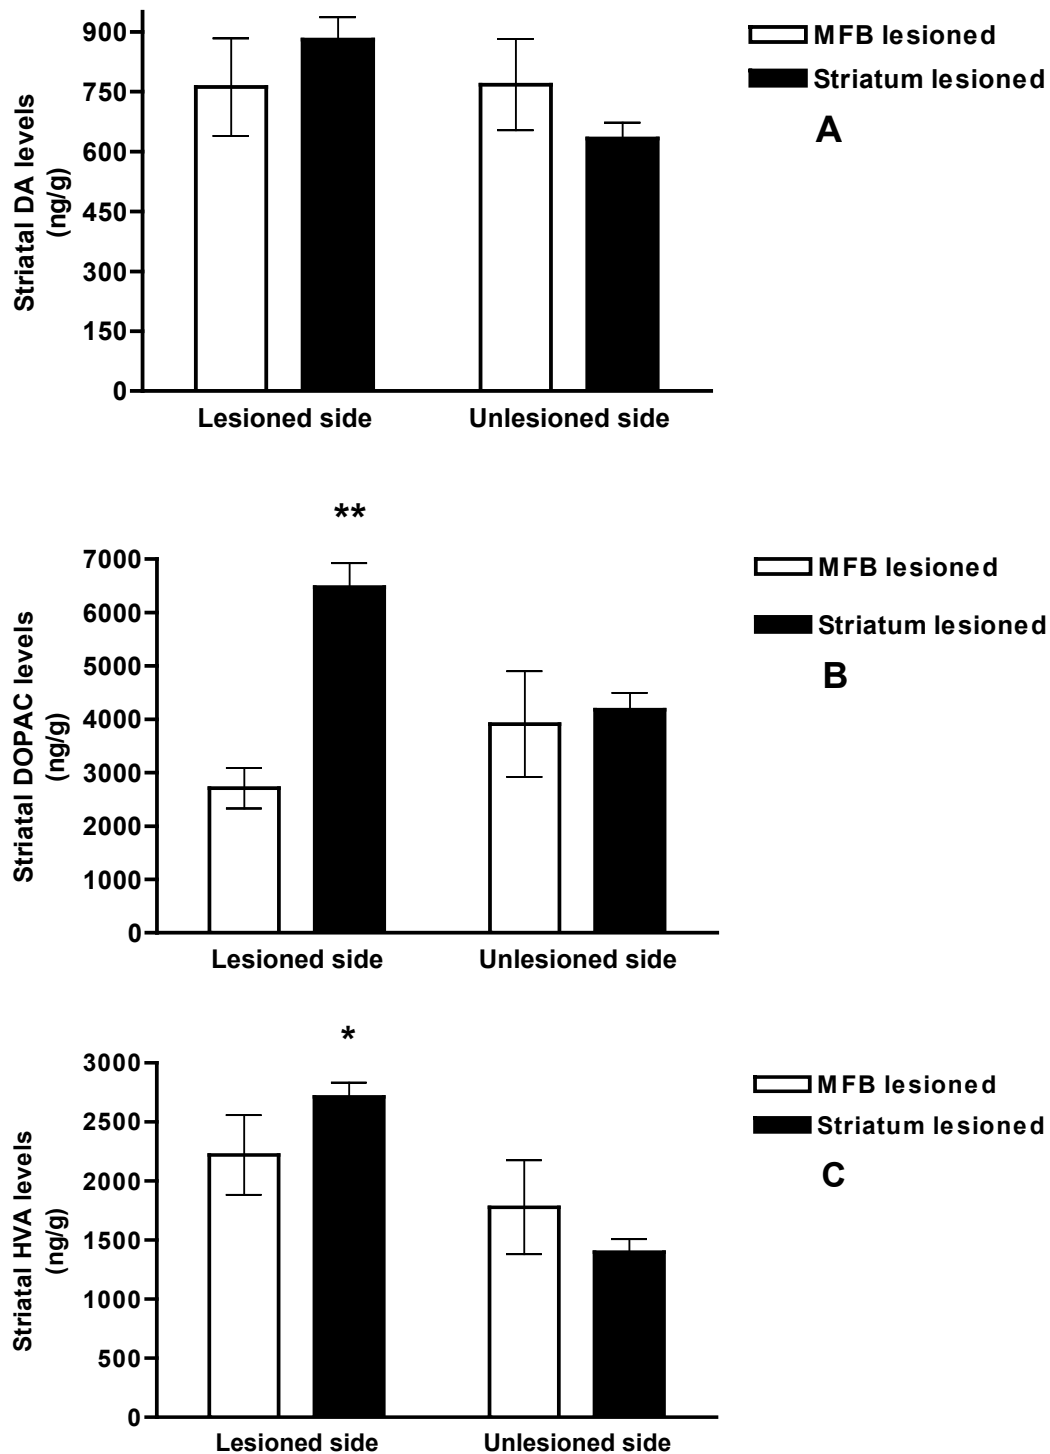 Striatal DA levels
(ng/g)
900
750
600
450
300
150
0
Lesioned side
Unlesioned side
MFB lesioned
Striatum lesioned
A
Striatal DOPAC levels
(ng/g)
**
7000
6000
5000
4000
3000
2000
1000
0
Lesioned side
Unlesioned side
MFB lesioned
Striatum lesioned
B
Striatal HVA levels
(ng/g)
*
3000
2500
2000
1500
1000
500
0
Lesioned side
Unlesioned side
MFB lesioned
Striatum lesioned
C